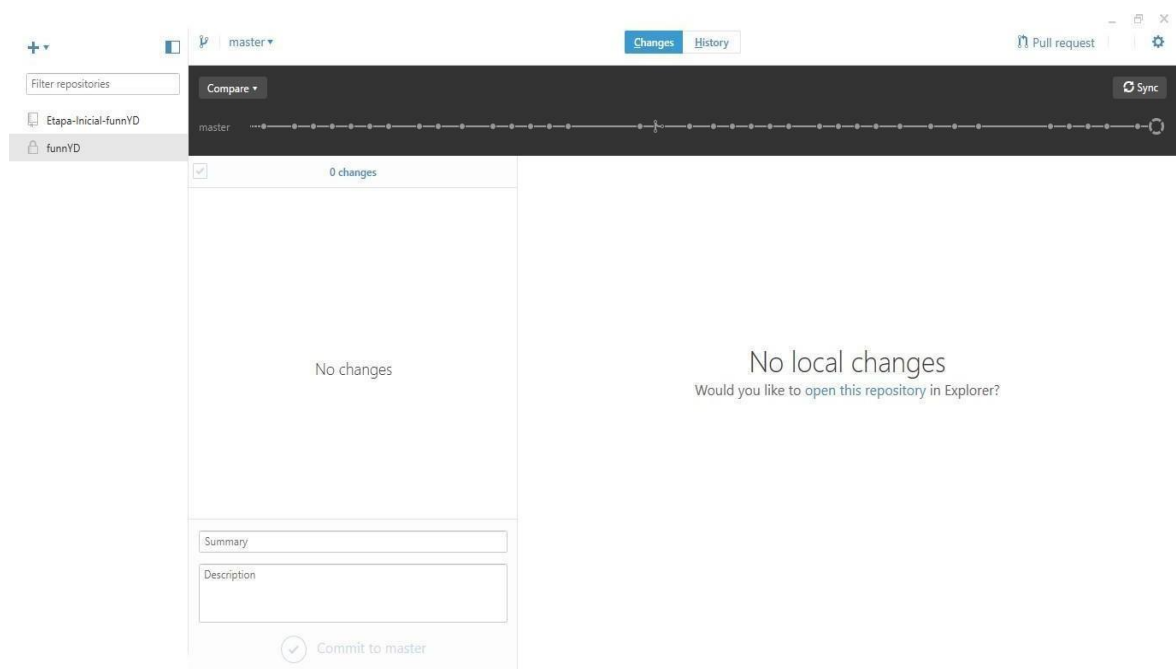 master
Changes
History
Pull request
Filter repositories
Etapa-Inicial-funnYD
funnYD
Compare
Sync
master
0 changes
No changes
No local changes
Would you like to open this repository in Explorer?
Summary
Description
Commit to master